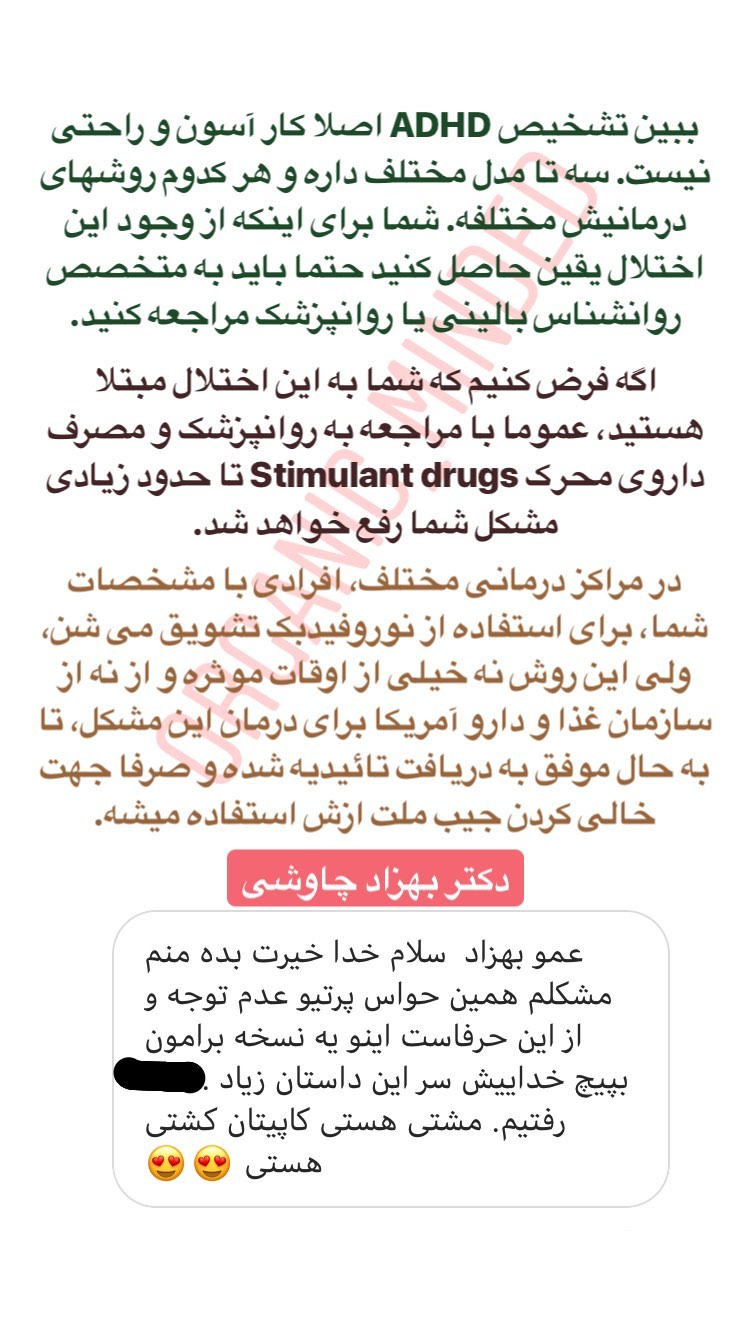 ببین تشخیص ADHD اصلا کار آسون و راحتی
نیست. سه تا مدل مختلف داره و هر کدوم روشهای
درمانیش مختلفه. شما برای اینکه از وجود این
اختلال یقین حاصل کنید حتما باید به متخصص
روانشناس بالینی یا روانپزشک مراجعه کنید.
اگه فرض کنیم که شما به این اختلال مبتلا
هستید، عموما با مراجعه به روانپزشک و مصرف
داروی محرک Stimulant drugs تا حدود زیادی
مشکل شما رفع خواهد شد.
در مراکز درمانی مختلف، افرادی با مشخصات
شما، برای استفاده از نوروفیدبک تشویق می شن،
ولی این روش نه خیلی از اوقات موثره و از نه از
سازمان غذا و دارو آمریکا برای درمان این مشکل، تا
به حال موفق به دریافت تائیدیه شده و صرفا جهت
خالی کردن جیب ملت ازش استفاده میشه.
دکتر بهزاد چاوشی
عمو بهزاد سلام خدا خیرت بده منم
مشکلم همین حواس پرتیو عدم توجه و
از این حرفاست اینو یه نسخه برامون
بپیچ خداییش سر این داستان زیاد .
رفتیم. مشتی هستی کاپیتان کشتی
هستی 😍 😍
ORGANIC_MINDED